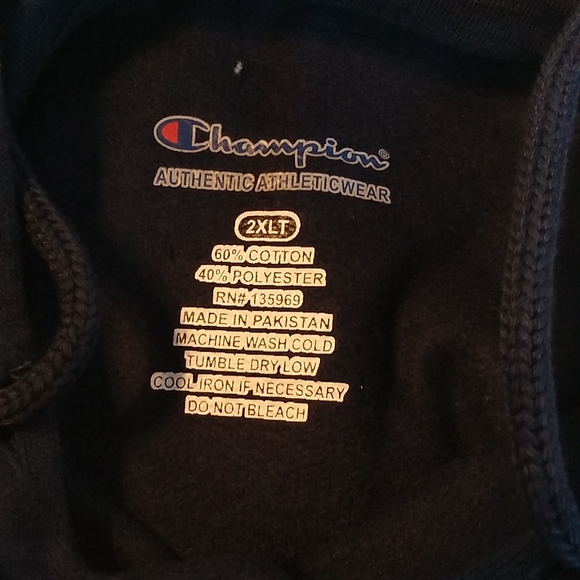 Champion®
AUTHENTIC ATHLETICWEAR
2XLT
60% COTTON
40% POLYESTER
RN# 135969
MADE IN PAKISTAN
MACHINE WASH COLD
TUMBLE DRY LOW
COOL IRON IF NECESSARY
DO NOT BLEACH